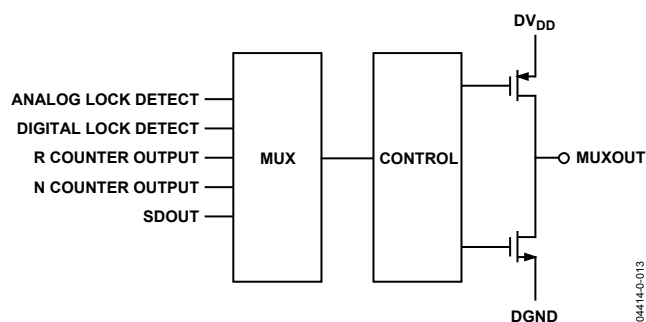 DVDD
ANALOG LOCK DETECT
DIGITAL LOCK DETECT
R COUNTER OUTPUT
N COUNTER OUTPUT
SDOUT
MUX
CONTROL
MUXOUT
DGND
04414-0-013